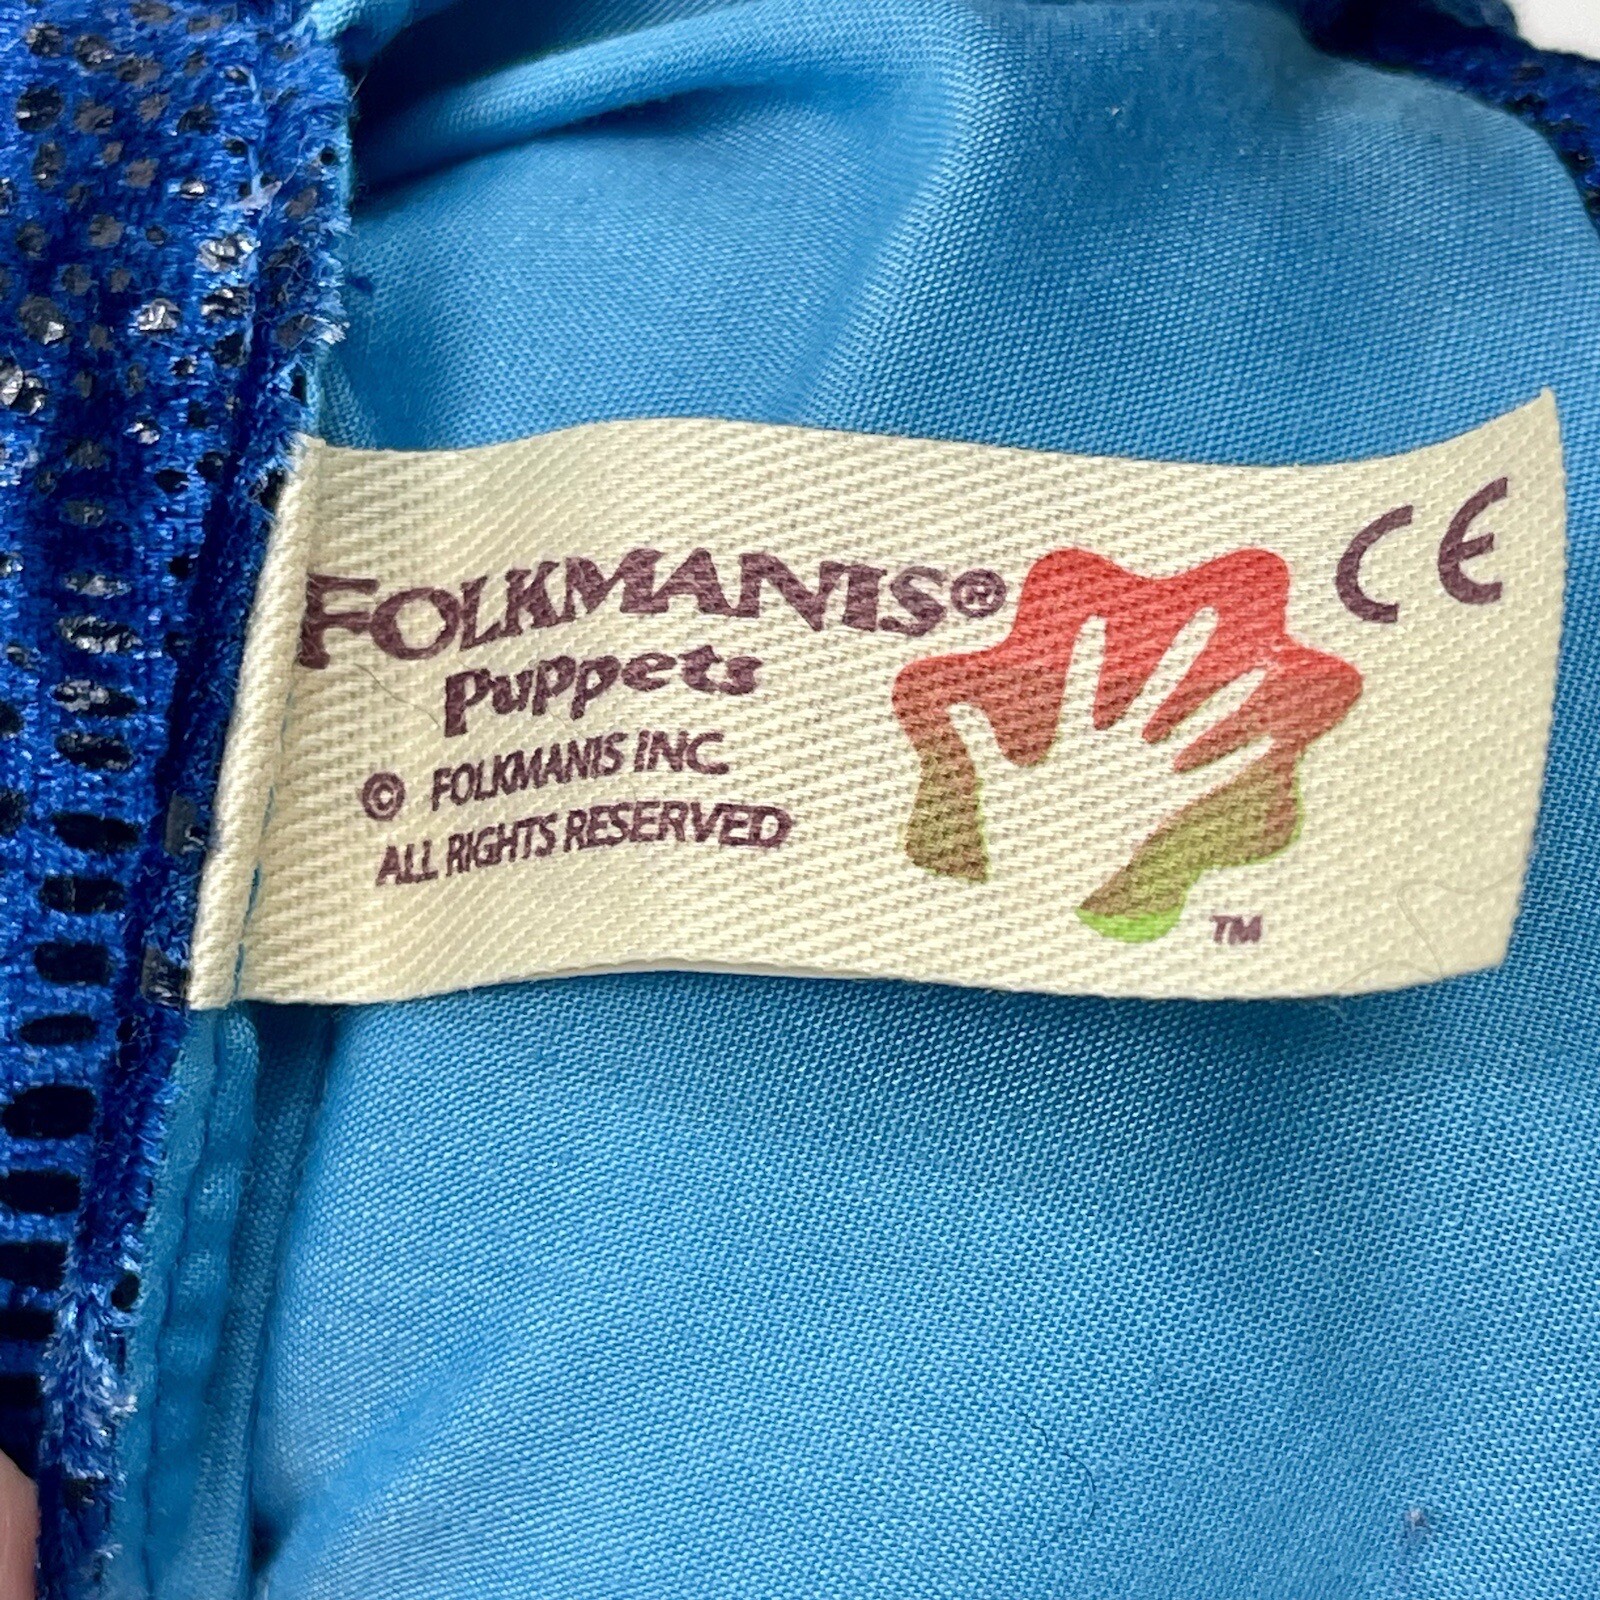 FOLKMANIS®
Puppets
© FOLKMANIS INC.
ALL RIGHTS RESERVED
CE
TM